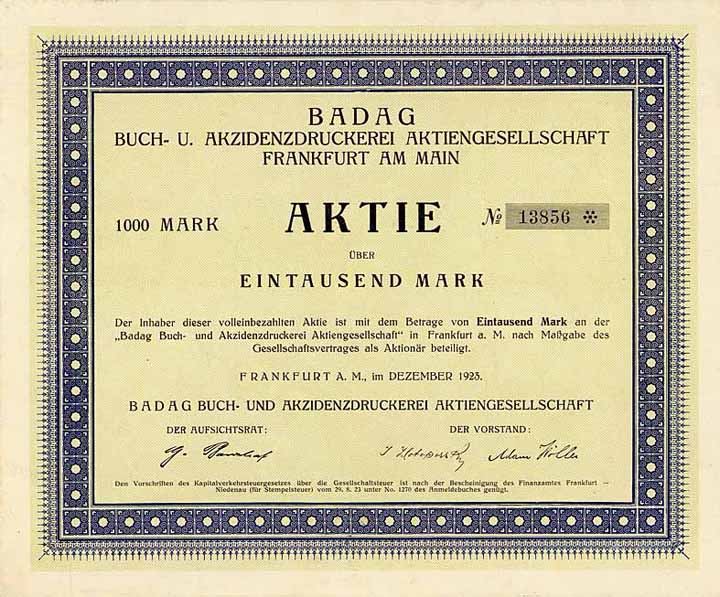 BADAG
BUCH- U. AKZIDENZDRUCKEREI AKTIENGESELLSCHAFT
FRANKFURT AM MAIN
1000 MARK AKTIE № 13856
ÜBER
EINTAUSEND MARK
Der Inhaber dieser volleinbezahlten Aktie ist mit dem Betrage von Eintausend Mark an der
„Badag Buch- und Akzidenzdruckerei Aktiengesellschaft" in Frankfurt a. M. nach Maßgabe des
Gesellschaftsvertrages als Aktionär beteiligt.
FRANKFURT A. M., im DEZEMBER 1923.
BADAG BUCH- UND AKZIDENZDRUCKEREI AKTIENGESELLSCHAFT
DER AUFSICHTSRAT: DER VORSTAND:
Adam
Den Vorschriften des Kapitalverkehrsteuergesetzes über die Gesellschaftsteuer ist nach der Bescheinigung des Finanzamtes Frankfurt –
Niedenau (für Stempelsteuer) vom 29. 8. 23 unter No. 1270 des Anmeldebuches genügt.